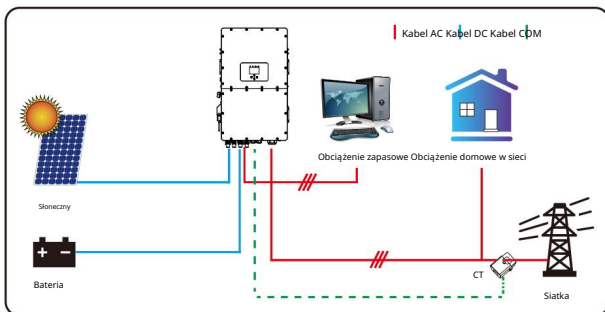 Kabel AC Kabel DC Kabel COM
Obciążenie zapasowe Obciążenie domowe w sieci
Słoneczny
Bateria
CT
Siatka